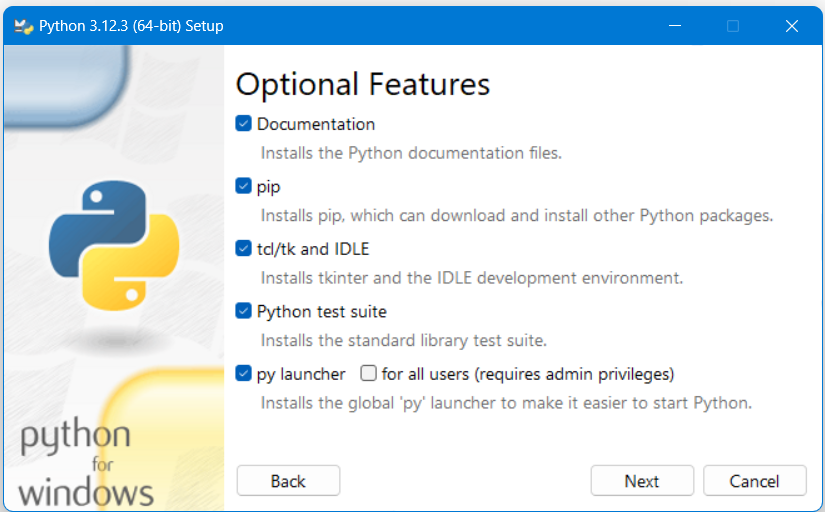 Python 3.12.3 (64-bit) Setup
Optional Features
Documentation
Installs the Python documentation files.
pip
Installs pip, which can download and install other Python packages.
tcl/tk and IDLE
Installs tkinter and the IDLE development environment.
Python test suite
Installs the standard library test suite.
py launcher for all users (requires admin privileges)
Installs the global 'py' launcher to make it easier to start Python.
python
for
windows
Back Next Cancel